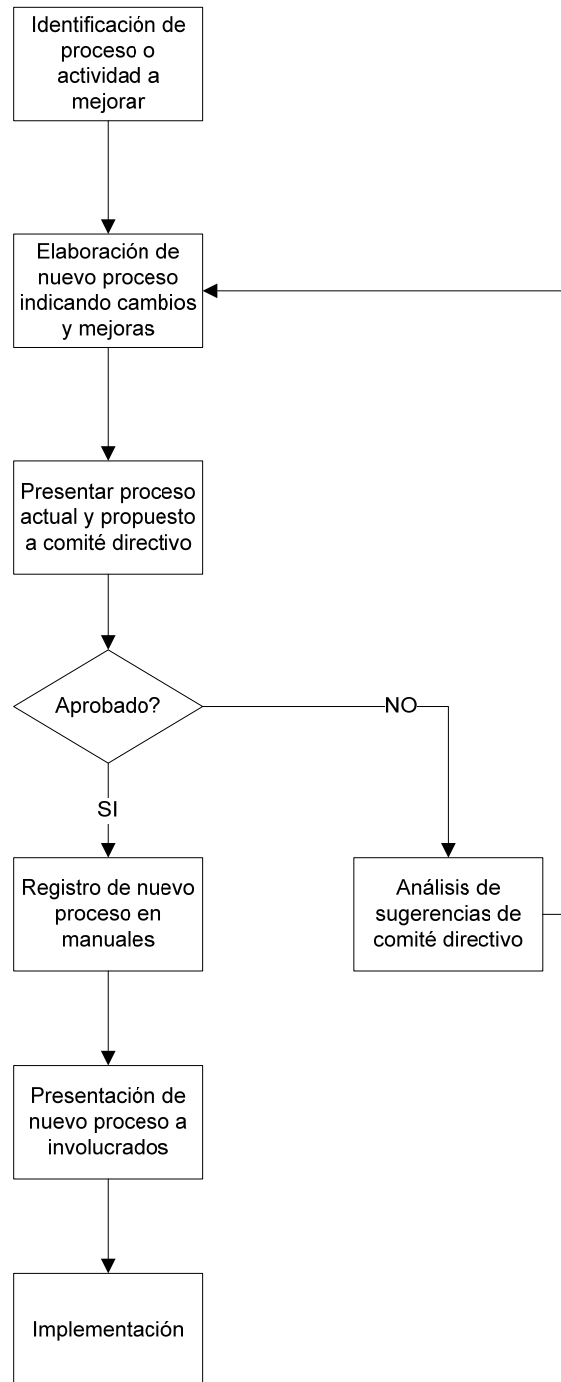 Identificación de
proceso o
actividad a
mejorar
Elaboración de
nuevo proceso
indicando cambios
y mejoras
Presentar proceso
actual y propuesto
a comité directivo
Aprobado?
NO
SI
Registro de nuevo
proceso en
manuales
Análisis de
sugerencias de
comité directivo
Presentación de
nuevo proceso a
involucrados
Implementación